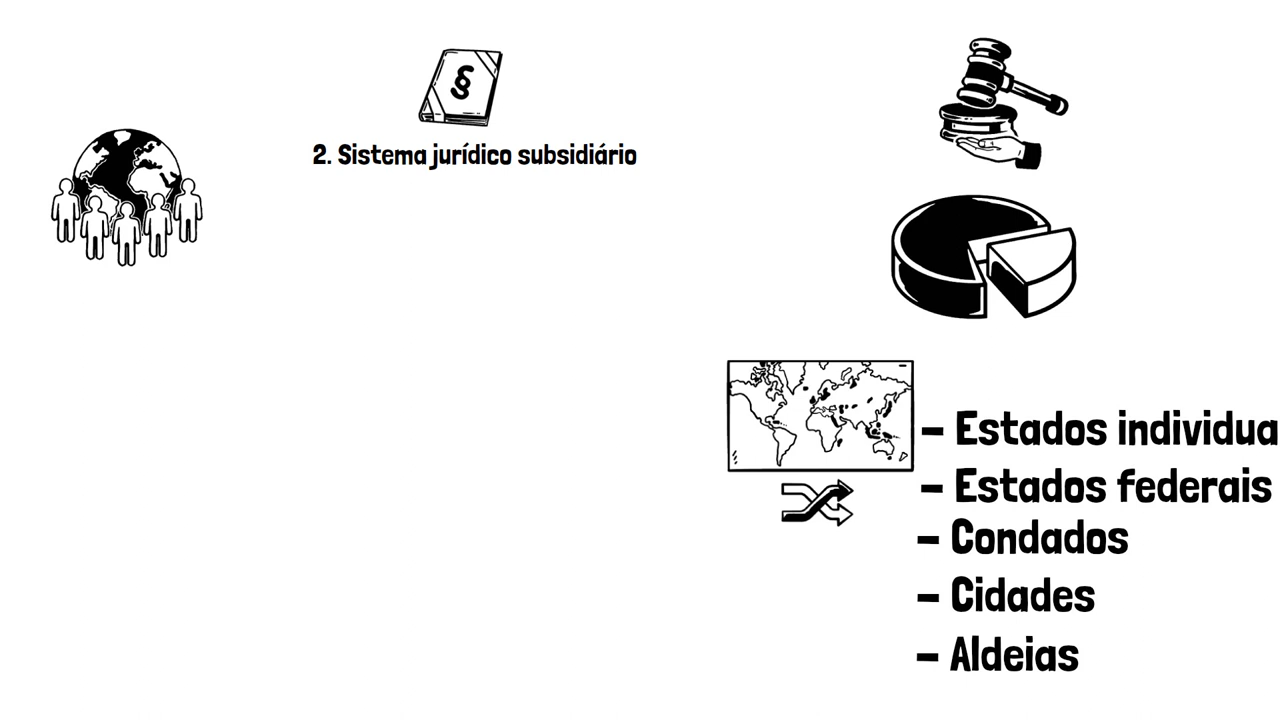 2. Sistema jurídico subsidiário
– Estados individua
– Estados federais
– Condados
– Cidades
– Aldeias